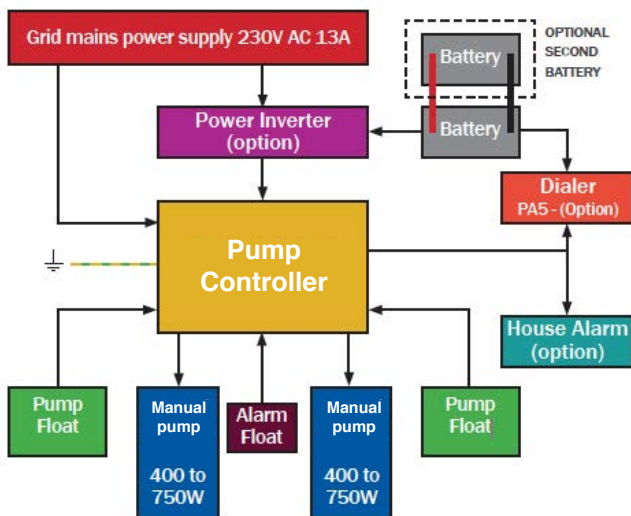 Grid mains power supply 230V AC 13A
OPTIONAL
SECOND
BATTERY
Battery
Battery
Power Inverter
(option)
Dialer
PA5 - (Option)
Pump
Controller
House Alarm
(option)
Pump
Float
Manual
pump
400 to
750W
Alarm
Float
Manual
pump
400 to
750W
Pump
Float